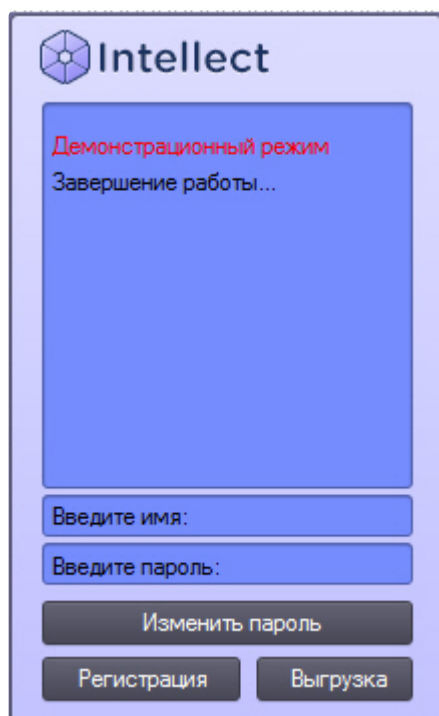 Intellect
Демонстрационный режим
Завершение работы...
Введите имя:
Введите пароль:
Изменить пароль
Регистрация
Выгрузка